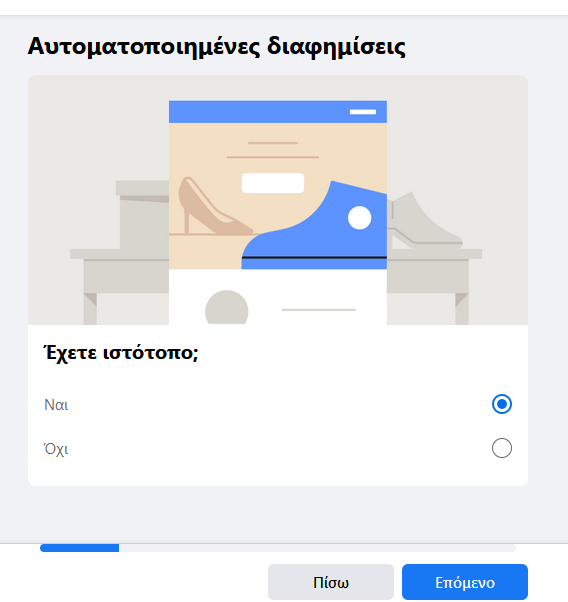 Αυτοματοποιημένες διαφημίσεις
Έχετε ιστότοπο;
Ναι
Όχι
Πίσω
Επόμενο